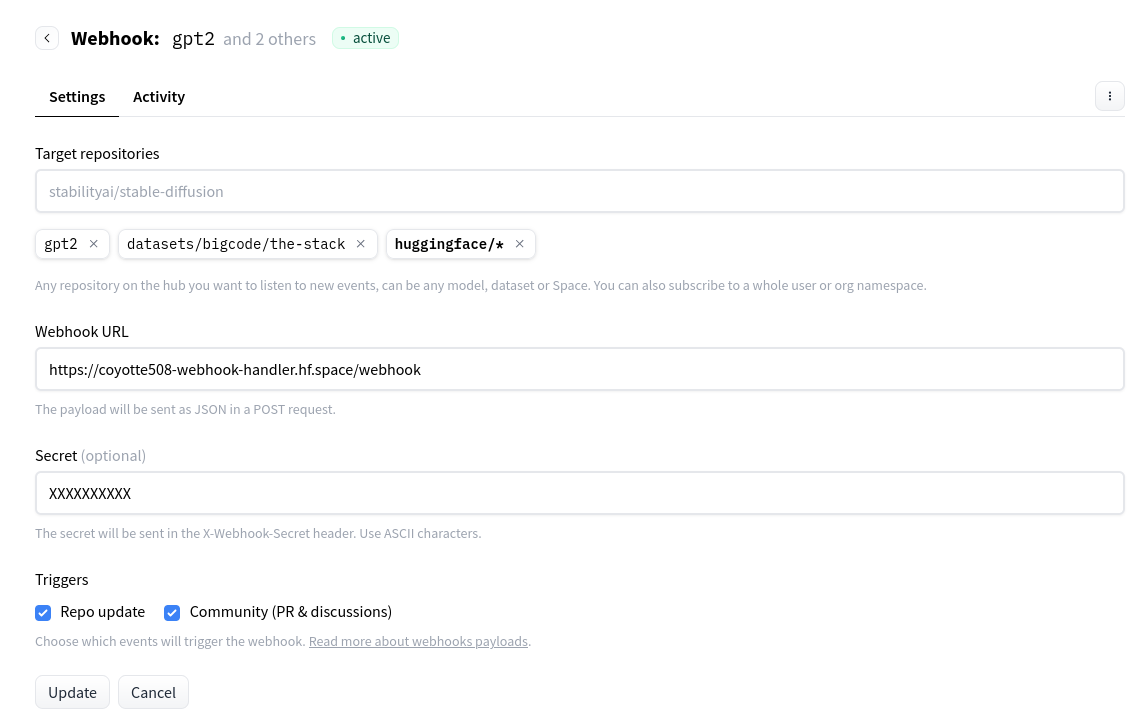 Webhook: gpt2 and 2 others • active
Settings Activity
Target repositories
stabilityai/stable-diffusion
gpt2 × datasets/bigcode/the-stack × huggingface/* ×
Any repository on the hub you want to listen to new events, can be any model, dataset or Space. You can also subscribe to a whole user or org namespace.
Webhook URL
https://coyotte508-webhook-handler.hf.space/webhook
The payload will be sent as JSON in a POST request.
Secret (optional)
XXXXXXXXXX
The secret will be sent in the X-Webhook-Secret header. Use ASCII characters.
Triggers
Repo update Community (PR & discussions)
Choose which events will trigger the webhook. Read more about webhooks payloads.
Update Cancel